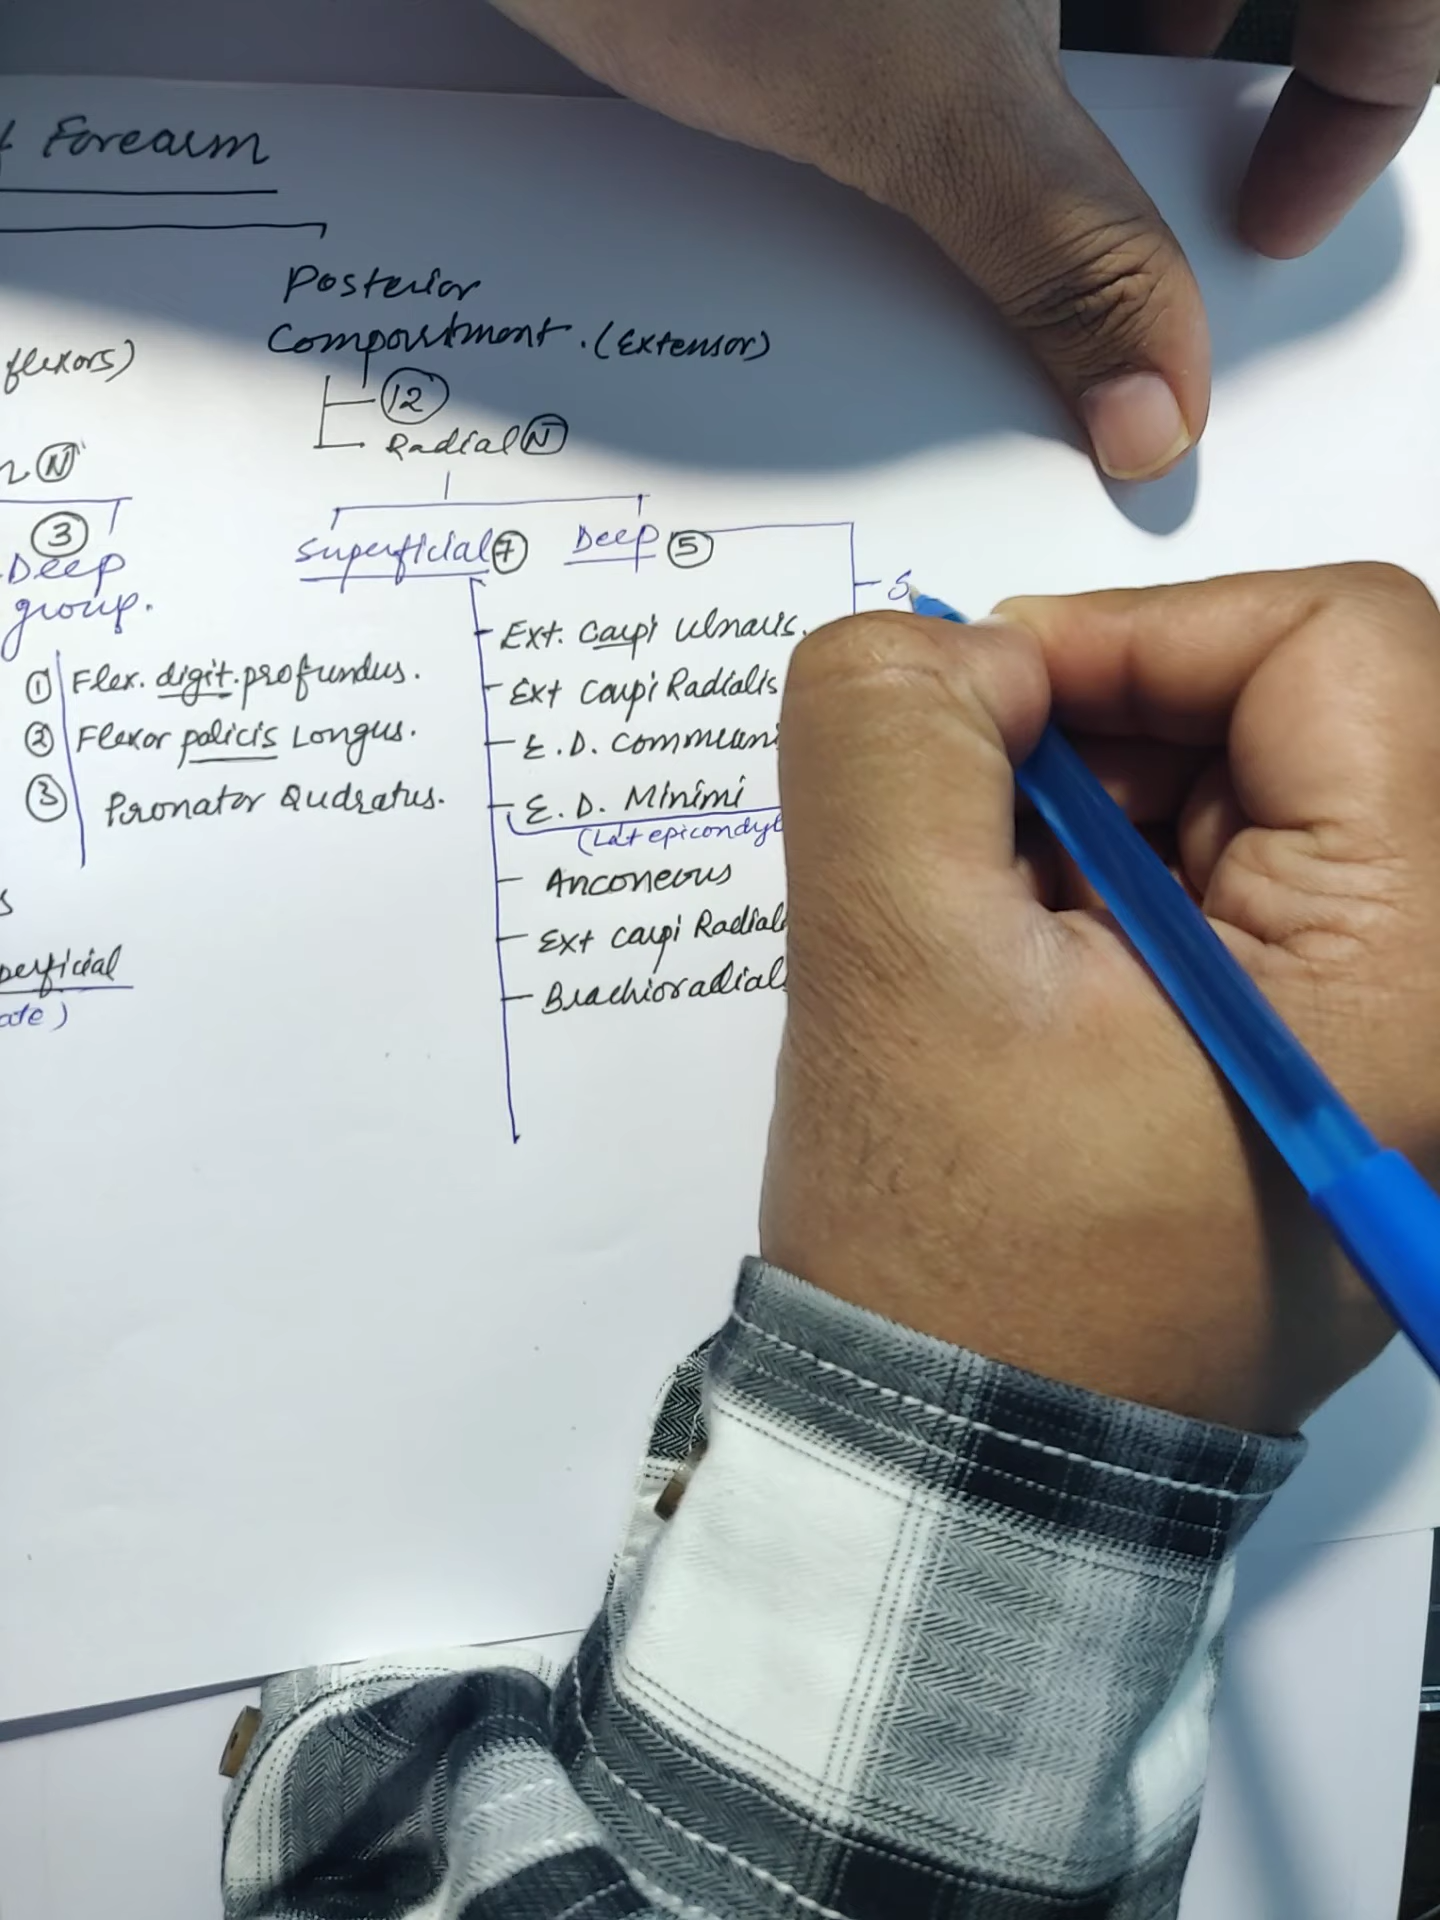 f Forearm
Posterior
Compartment. (Extensor)
flexors)
12
Radial N
N
3
Deep
group.
Superficial 7
Deep 5
S
Ext. Carpi Ulnaris.
Ext Carpi Radialis
E.D. Communi
E.D. Minimi
(Lat epicondyl
Anconeous
Ext Carpi Radial
Brachioradial
1 Flex. digit. profundus.
2 Flexor policis Longus.
3 Pronator Qudratus.
s
perficial
ate)